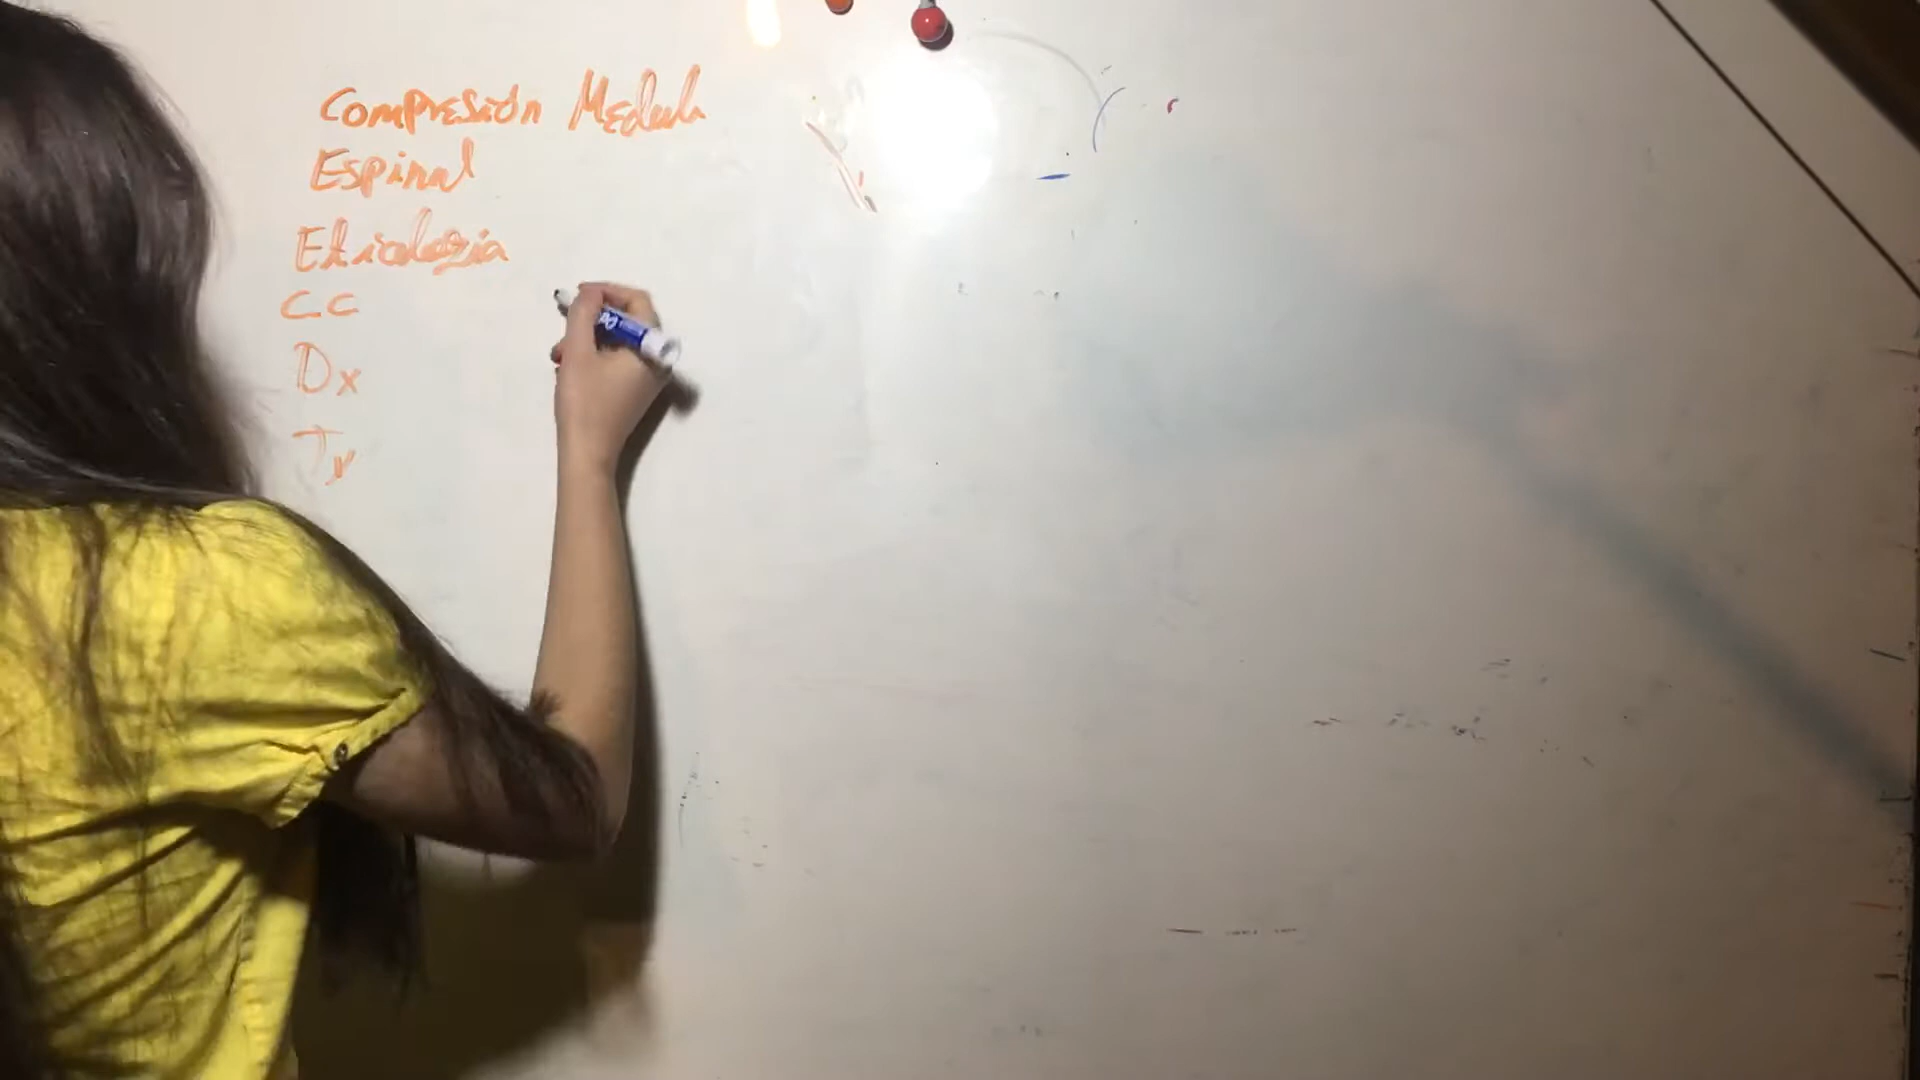 Compresión Medula
Espinal
Etiología
CC
Dx
Tx